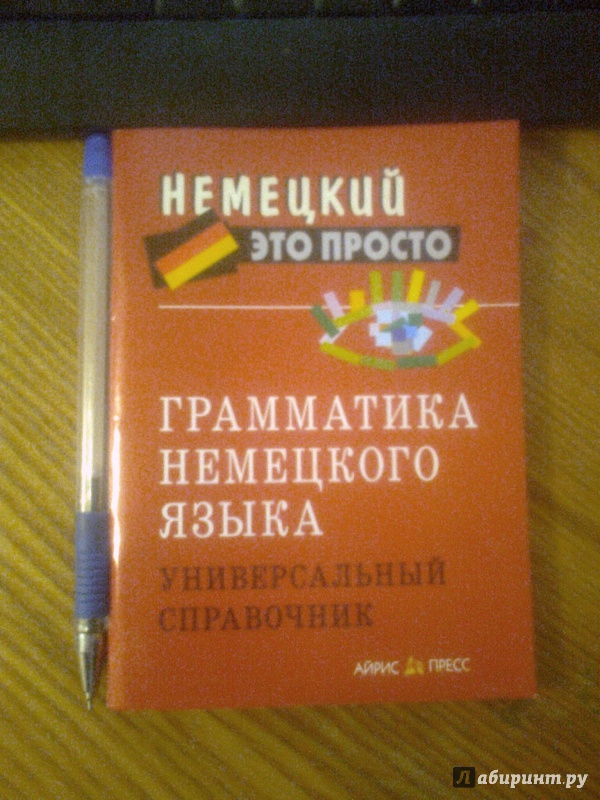 НЕМЕЦКИЙ
ЭТО ПРОСТО
ГРАММАТИКА
НЕМЕЦКОГО
ЯЗЫКА
УНИВЕРСАЛЬНЫЙ
СПРАВОЧНИК
АЙРИС ПРЕСС
Лабиринт.ру